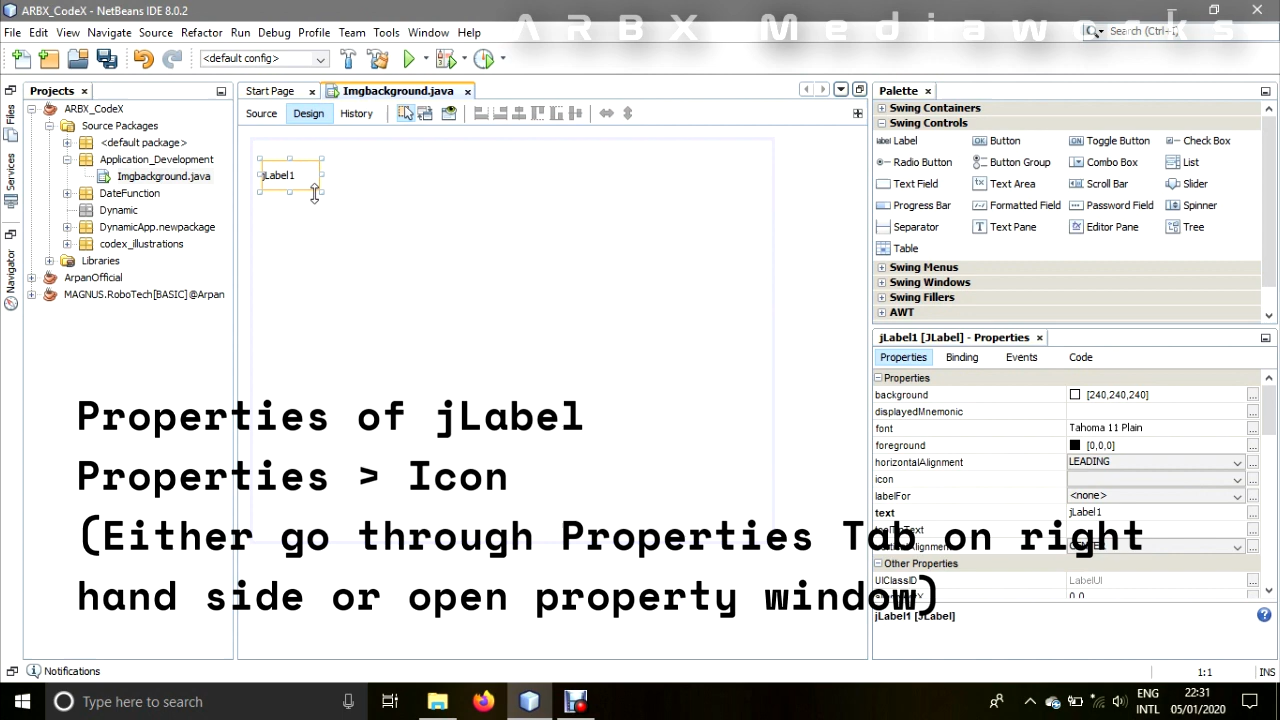 ARBX_CodeX - NetBeans IDE 8.0.2
ARBX Mediaworks
File Edit View Navigate Source Refactor Run Debug Profile Team Tools Window Help
Search (Ctrl+I)
<default config>
Projects
Start Page
Imgbackground.java
Palette
Source Design History
Files
Services
Navigator
ARBX_CodeX
Source Packages
<default package>
Application_Development
Imgbackground.java
DateFunction
Dynamic
DynamicApp.newpackage
codex_illustrations
Libraries
ArpanOfficial
MAGNUS.RoboTech[BASIC]@Arpan
jLabel1
Swing Containers
Swing Controls
Label Button Toggle Button Check Box
Radio Button Button Group Combo Box List
Text Field Text Area Scroll Bar Slider
Progress Bar Formatted Field Password Field Spinner
Separator Text Pane Editor Pane Tree
Table
Swing Menus
Swing Windows
Swing Fillers
AWT
jLabel1 [JLabel] - Properties
Properties Binding Events Code
Properties
background [240,240,240]
displayedMnemonic
font Tahoma 11 Plain
foreground [0,0,0]
horizontalAlignment LEADING
icon
labelFor <none>
text jLabel1
Other Properties
UIClassID LabelUI
jLabel1 [JLabel]
Properties of jLabel
Properties > Icon
(Either go through Properties Tab on right
hand side or open property window)
Notifications
1:1 INS
Type here to search
ENG
INTL
22:31
05/01/2020